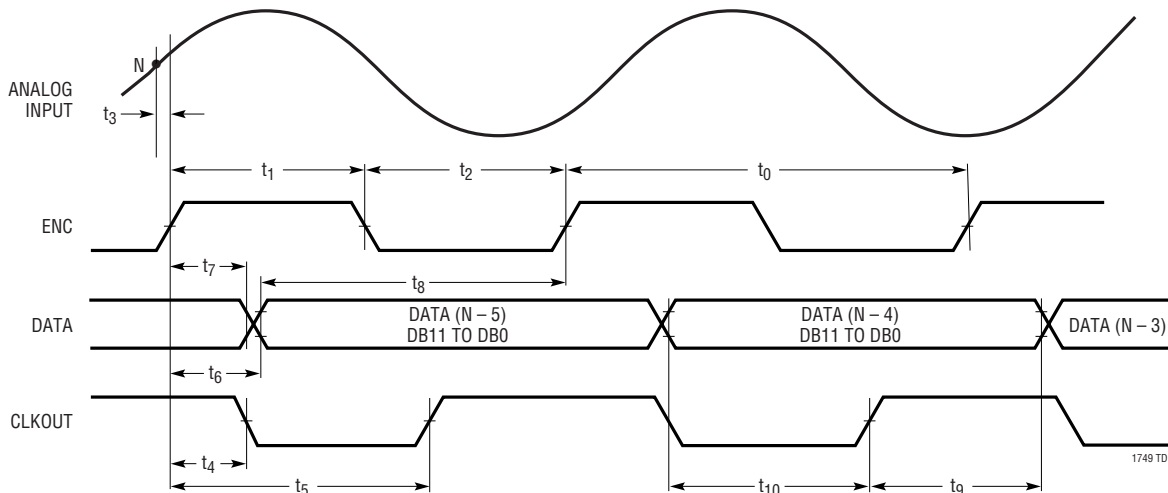 N
ANALOG
INPUT
t3
t1
t2
t0
ENC
t7
t8
DATA
DATA (N – 5)
DB11 TO DB0
DATA (N – 4)
DB11 TO DB0
DATA (N – 3)
t6
CLKOUT
t4
t5
t10
t9
1749 TD